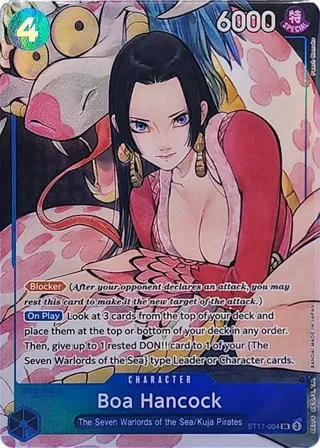 4
6000
特
SPECIAL
Blocker (After your opponent declares an attack, you may
rest this card to make it the new target of the attack.)
On Play Look at 3 cards from the top of your deck and
place them at the top or bottom of your deck in any order.
Then, give up to 1 rested DON!! card to 1 of your {The
Seven Warlords of the Sea} type Leader or Character cards.
CHARACTER
Boa Hancock
The Seven Warlords of the Sea/Kuja Pirates
ST17-004 SR 3